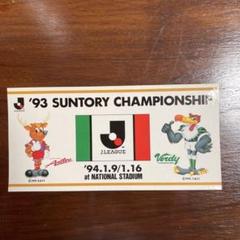 '93 SUNTORY CHAMPIONSHIP
J.LEAGUE
Antlers
Verdy
'94.1.9/1.16
at NATIONAL STADIUM